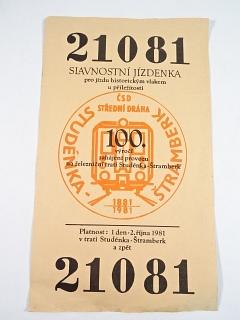 21081
SLAVNOSTNÍ JÍZDENKA
pro jízdu historickým vlakem
u příležitosti
ČSD
STŘEDNÍ DRÁHA
STUDÉNKA - ŠTRAMBERK
100.
výročí
zahájení provozu
na železniční trati Studénka-Štramberk
1881
1981
Platnost: 1 den-2. října 1981
v trati Studénka-Štramberk
a zpět
21081